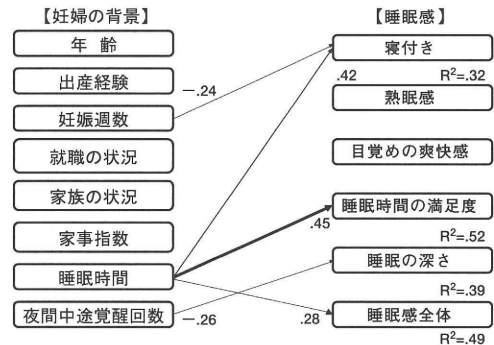 【妊婦の背景】
年 齢
出産経験
妊娠週数
就職の状況
家族の状況
家事指数
睡眠時間
夜間中途覚醒回数
－.24
－.26
.42
.45
.28
【睡眠感】
寝付き
R²=.32
熟眠感
目覚めの爽快感
睡眠時間の満足度
R²=.52
睡眠の深さ
R²=.39
睡眠感全体
R²=.49